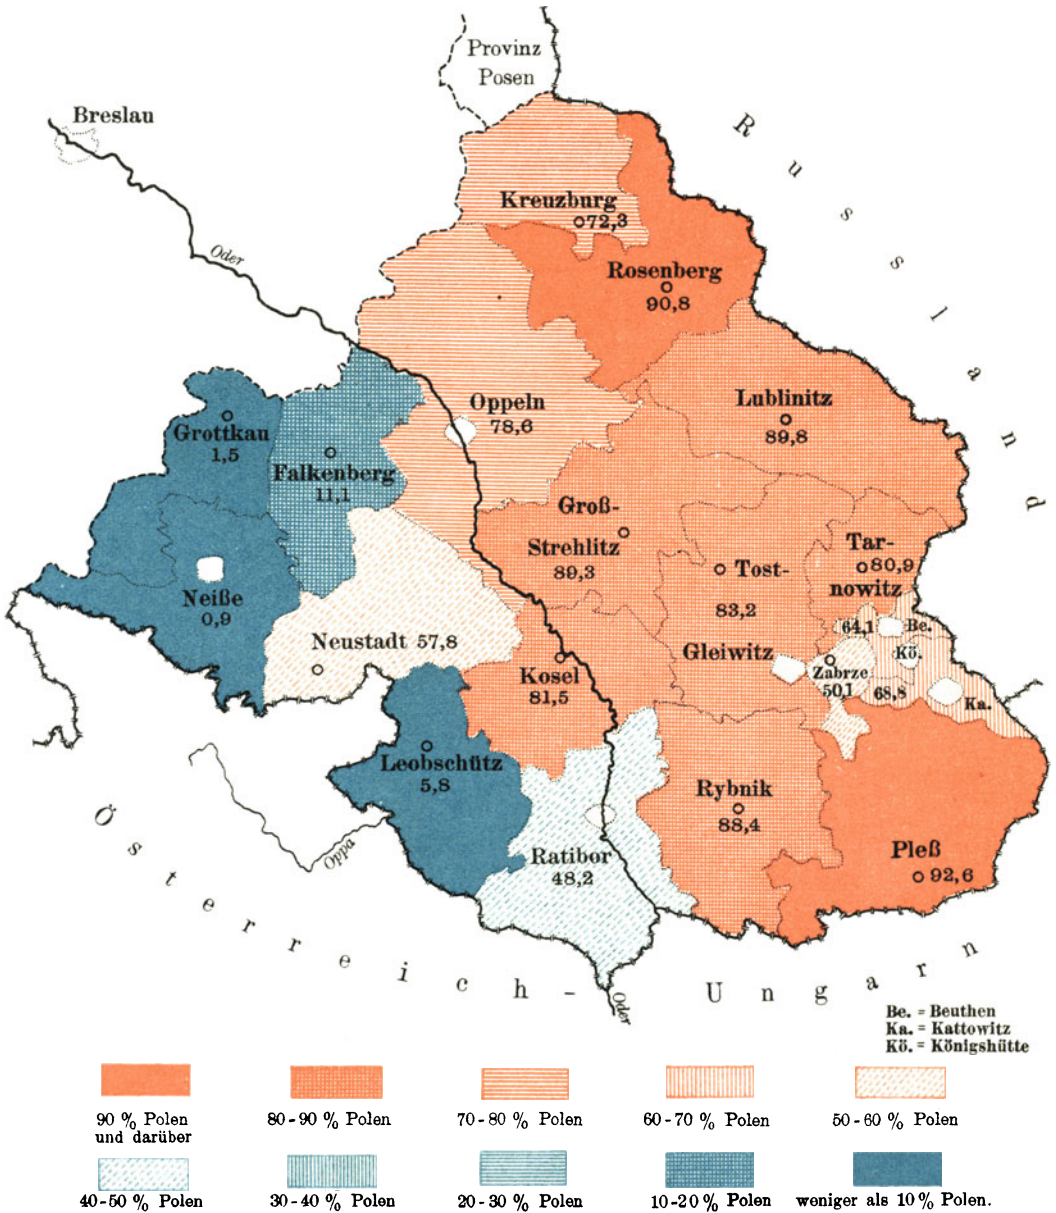 Provinz
Posen
Breslau
Russland
Kreuzburg
72,3
Oder
Rosenberg
90,8
Lublinitz
89,8
Oppeln
78,6
Grottkau
1,5
Falkenberg
11,1
Groß-
Strehlitz
89,3
Tar-
80,9
nowitz
Tost-
83,2
Gleiwitz
Neiße
0,9
Neustadt 57,8
64,1
Be.
Kö.
Zabrze
50,1
68,8
Ka.
Kosel
81,5
Leobschütz
5,8
Rybnik
88,4
Ratibor
48,2
Pleß
92,6
Oppa
Österreich-Ungarn
Oder
Be. = Beuthen
Ka. = Kattowitz
Kö. = Königshütte
90 % Polen
und darüber
80-90 % Polen
70-80 % Polen
60-70 % Polen
50-60 % Polen
40-50 % Polen
30-40 % Polen
20-30 % Polen
10-20 % Polen
weniger als 10% Polen.